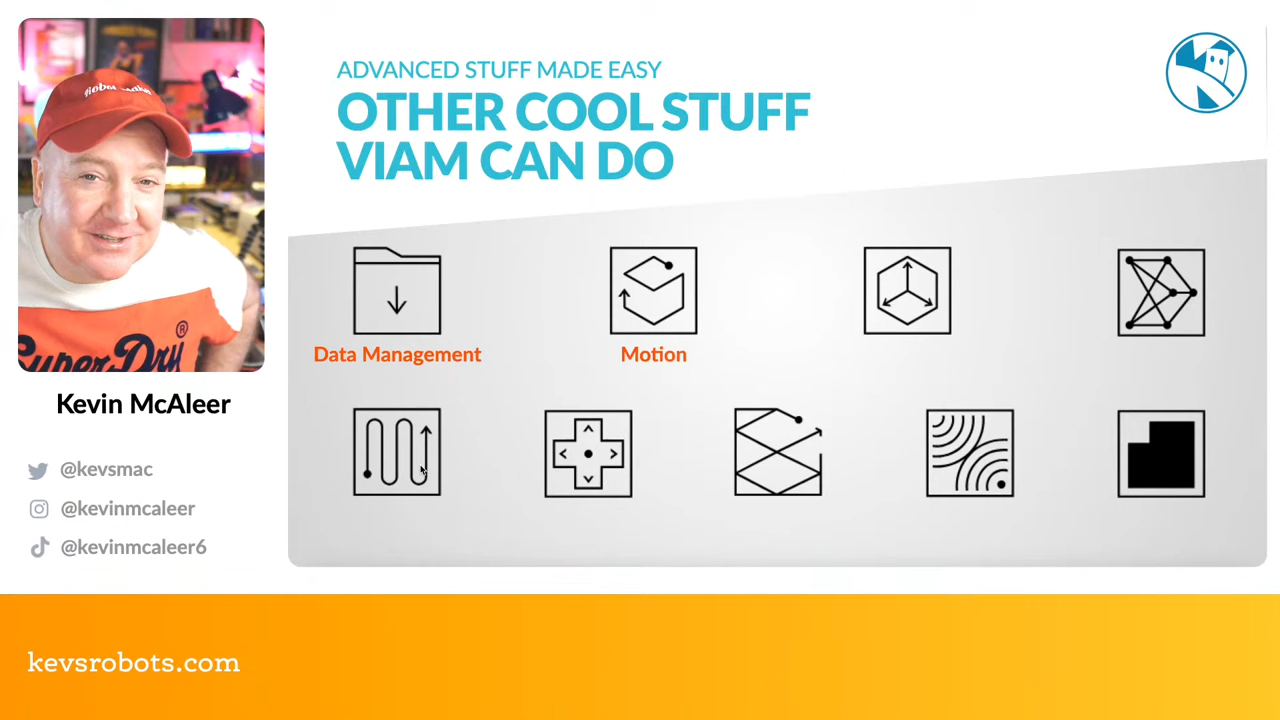 ADVANCED STUFF MADE EASY
OTHER COOL STUFF
VIAM CAN DO
Data Management
Motion
SuperDry®
Kevin McAleer
@kevsmac
@kevinmcaleer
@kevinmcaleer6
kevsrobots.com